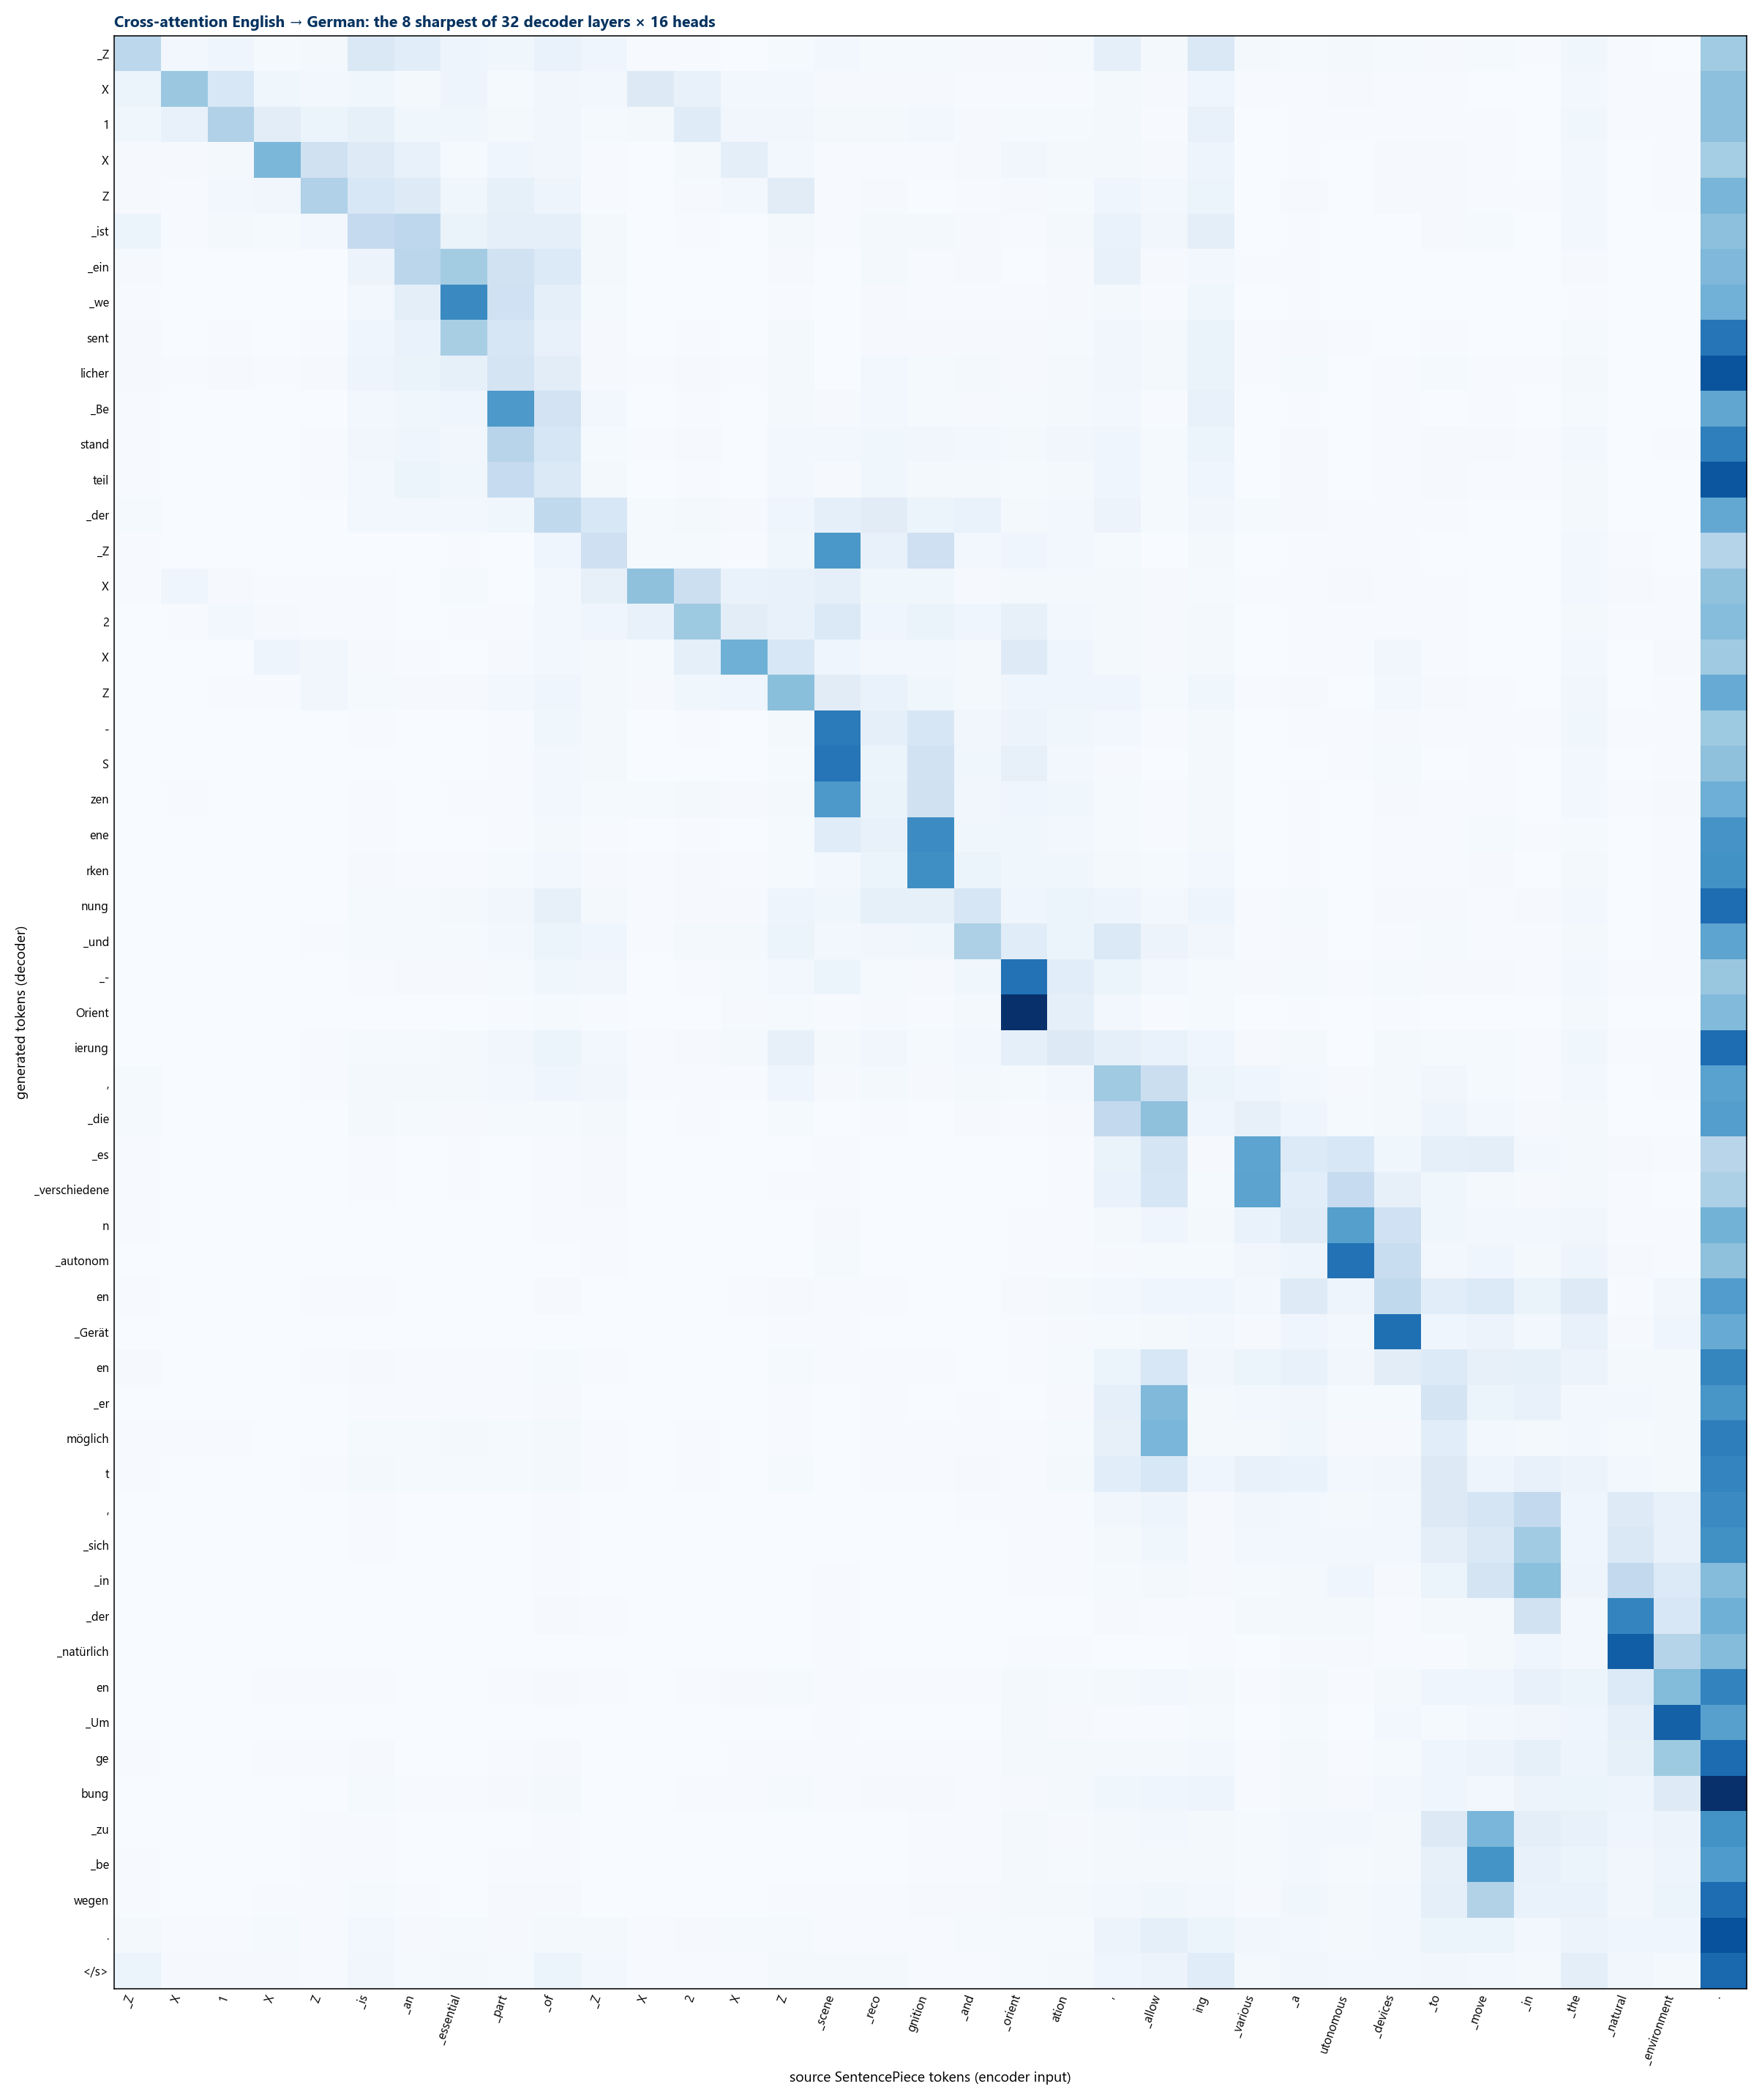 Cross-attention English → German: the 8 sharpest of 32 decoder layers × 16 heads
generated tokens (decoder)
_Z
X
1
X
Z
_ist
_ein
_we
sent
licher
_Be
stand
teil
_der
_Z
X
2
X
Z
-
S
zen
ene
rken
nung
_und
_-
Orient
ierung
,
_die
_es
_verschiedene
n
_autonom
en
_Gerät
en
_er
möglich
t
,
_sich
_in
_der
_natürlich
en
_Um
ge
bung
_zu
_be
wegen
.
</s>
_Z X 1 X Z _is _an _essential _part _of _Z X 2 X Z _scene _reco gnition _and _orient ation , _allow ing _various _a utonomous _devices _to _move _in _the _natural _environment .
source SentencePiece tokens (encoder input)